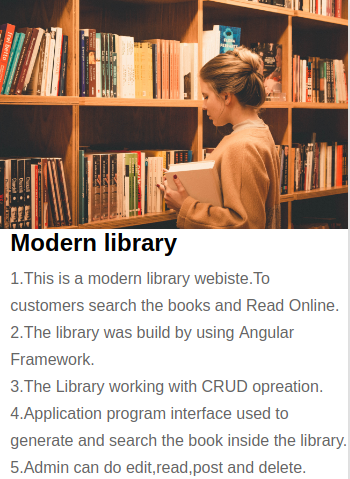 Modern library
1.This is a modern library webiste.To
customers search the books and Read Online.
2.The library was build by using Angular
Framework.
3.The Library working with CRUD opreation.
4.Application program interface used to
generate and search the book inside the library.
5.Admin can do edit,read,post and delete.